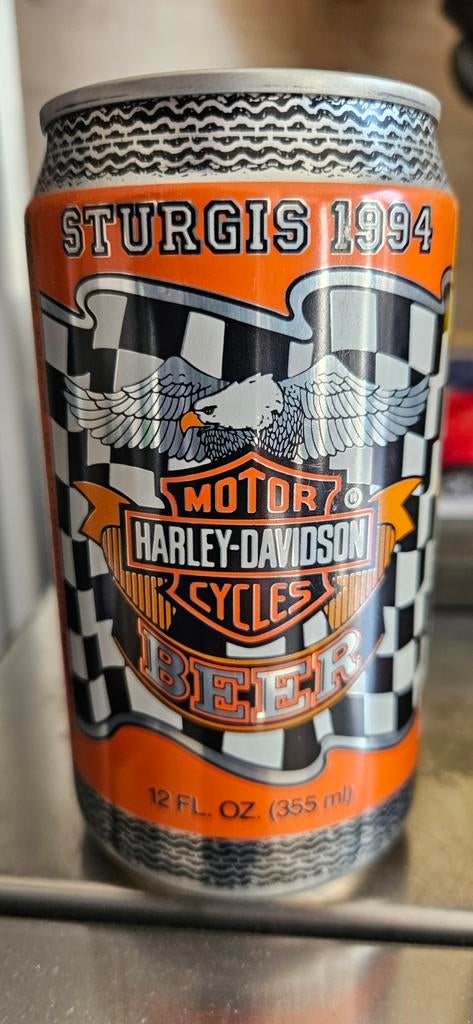 STURGIS 1994
MOTOR ®
HARLEY-DAVIDSON
CYCLES
BEER
12 FL. OZ. (355 ml)